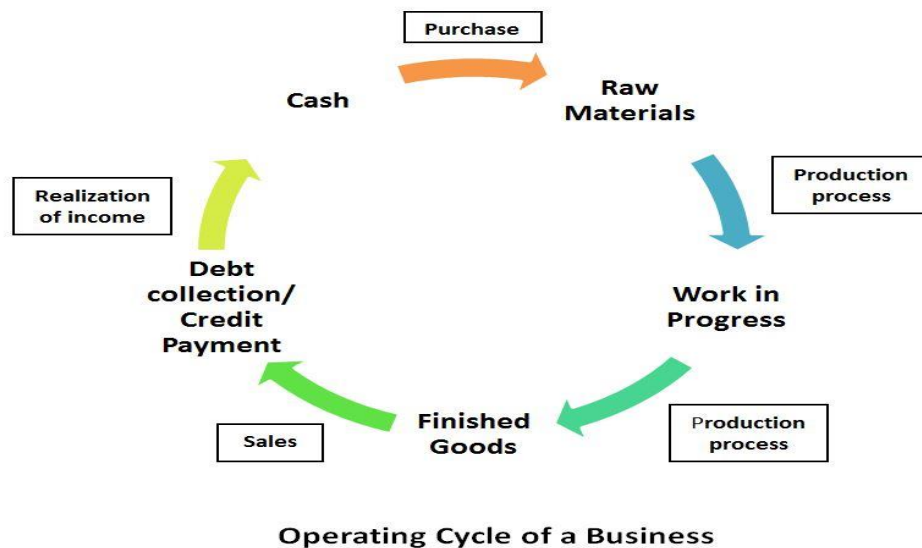 Purchase
Cash
Raw
Materials
Production
process
Work in
Progress
Production
process
Finished
Goods
Sales
Debt
collection/
Credit
Payment
Realization
of income
Operating Cycle of a Business